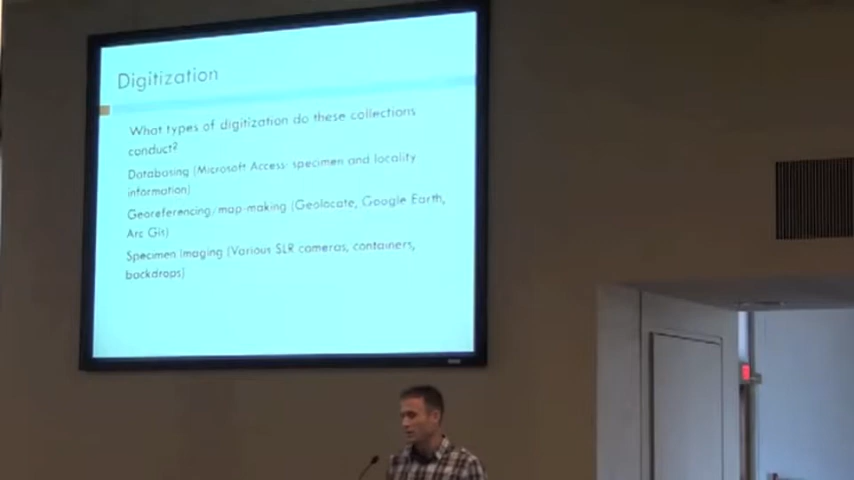 Digitization
What types of digitization do these collections
conduct?
Databasing (Microsoft Access- specimen and locality
information)
Georeferencing/map-making (Geolocate, Google Earth,
Arc Git)
Specimen Imaging (Various SLR cameras, containers,
backdrops)